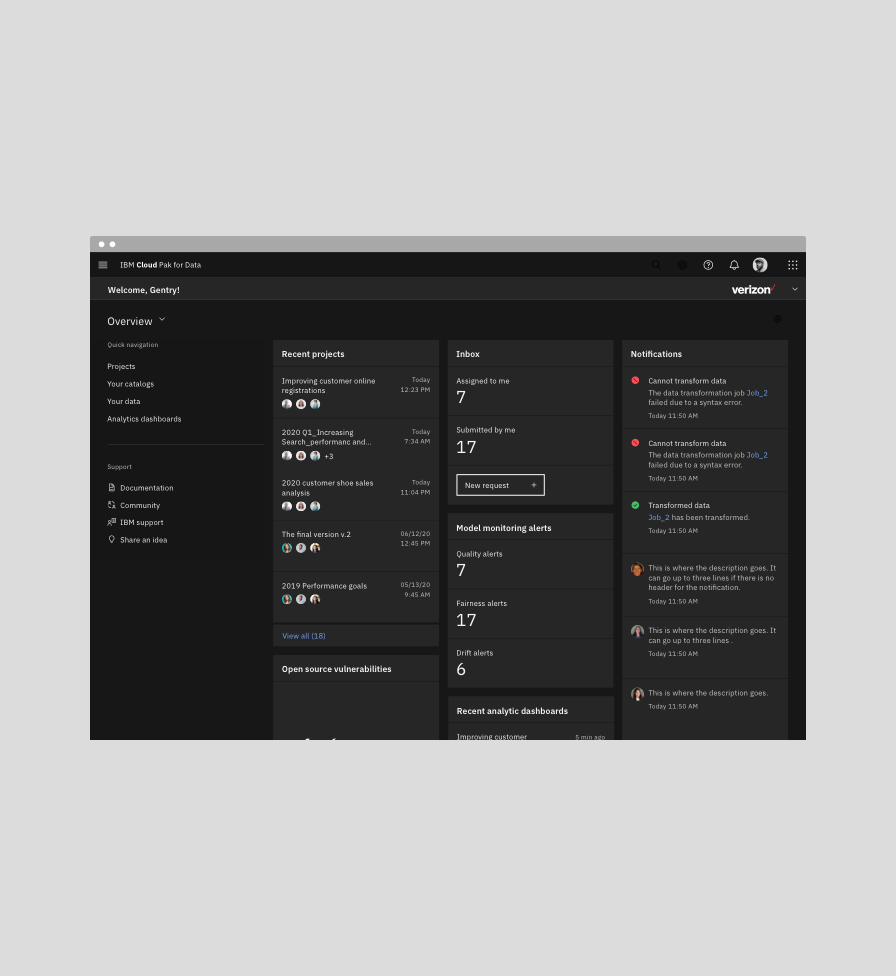 IBM Cloud Pak for Data
Welcome, Gentry!
verizon
Overview
Quick navigation
Projects
Your catalogs
Your data
Analytics dashboards
Support
Documentation
Community
IBM support
Share an idea
Recent projects
Improving customer online
registrations
Today
12:23 PM
2020 Q1_Increasing
Search_performanc and...
Today
7:34 AM
+3
2020 customer shoe sales
analysis
Today
11:04 PM
The final version v.2
06/12/20
12:45 PM
2019 Performance goals
05/13/20
9:45 AM
View all (18)
Open source vulnerabilities
Inbox
Assigned to me
7
Submitted by me
17
New request +
Model monitoring alerts
Quality alerts
7
Fairness alerts
17
Drift alerts
6
Recent analytic dashboards
Improving customer
5 min ago
Notifications
Cannot transform data
The data transformation job Job_2
failed due to a syntax error.
Today 11:50 AM
Cannot transform data
The data transformation job Job_2
failed due to a syntax error.
Today 11:50 AM
Transformed data
Job_2 has been transformed.
Today 11:50 AM
This is where the description goes. It
can go up to three lines if there is no
header for the notification.
Today 11:50 AM
This is where the description goes. It
can go up to three lines .
Today 11:50 AM
This is where the description goes.
Today 11:50 AM